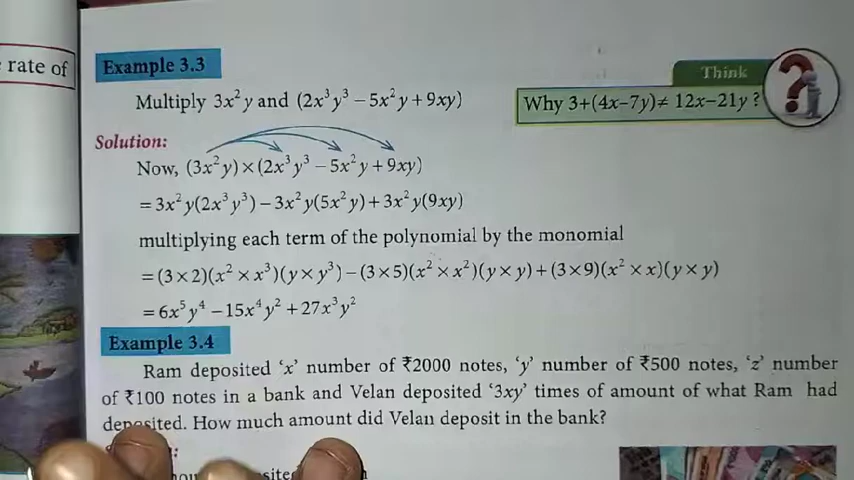 rate of
Example 3.3
Multiply 3x²y and (2x³y³ − 5x²y + 9xy)
Think
Why 3+(4x−7y)≠ 12x−21y ?
Solution:
Now, (3x²y)×(2x³y³ −5x²y+9xy)
=3x²y(2x³y³)−3x²y(5x²y)+3x²y(9xy)
multiplying each term of the polynomial by the monomial
=(3×2)(x²×x³)(y×y³)−(3×5)(x²×x²)(y×y)+(3×9)(x²×x)(y×y)
=6x⁵y⁴ −15x⁴y² +27x³y²
Example 3.4
Ram deposited ‘x’ number of ₹2000 notes, ‘y’ number of ₹500 notes, ‘z’ number
of ₹100 notes in a bank and Velan deposited ‘3xy’ times of amount of what Ram had
deposited. How much amount did Velan deposit in the bank?